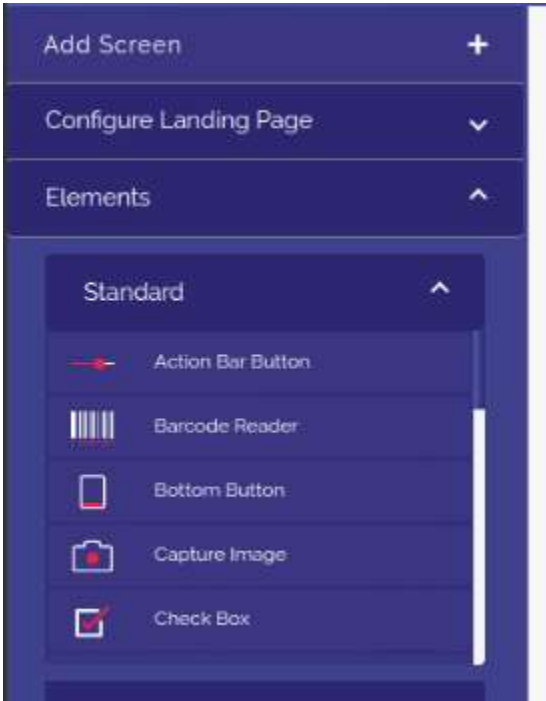 Add Screen
Configure Landing Page
Elements
Standard
Action Bar Button
Barcode Reader
Bottom Button
Capture Image
Check Box